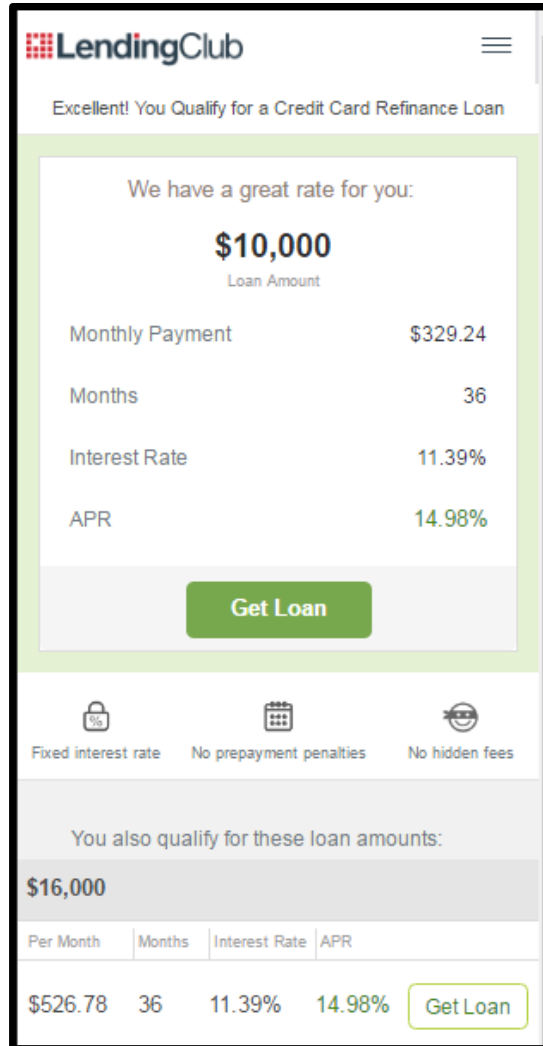 LendingClub
Excellent! You Qualify for a Credit Card Refinance Loan
We have a great rate for you:
$10,000
Loan Amount
Monthly Payment $329.24
Months 36
Interest Rate 11.39%
APR 14.98%
Get Loan
%
Fixed interest rate No prepayment penalties No hidden fees
You also qualify for these loan amounts:
$16,000
Per Month Months Interest Rate APR
$526.78 36 11.39% 14.98% Get Loan